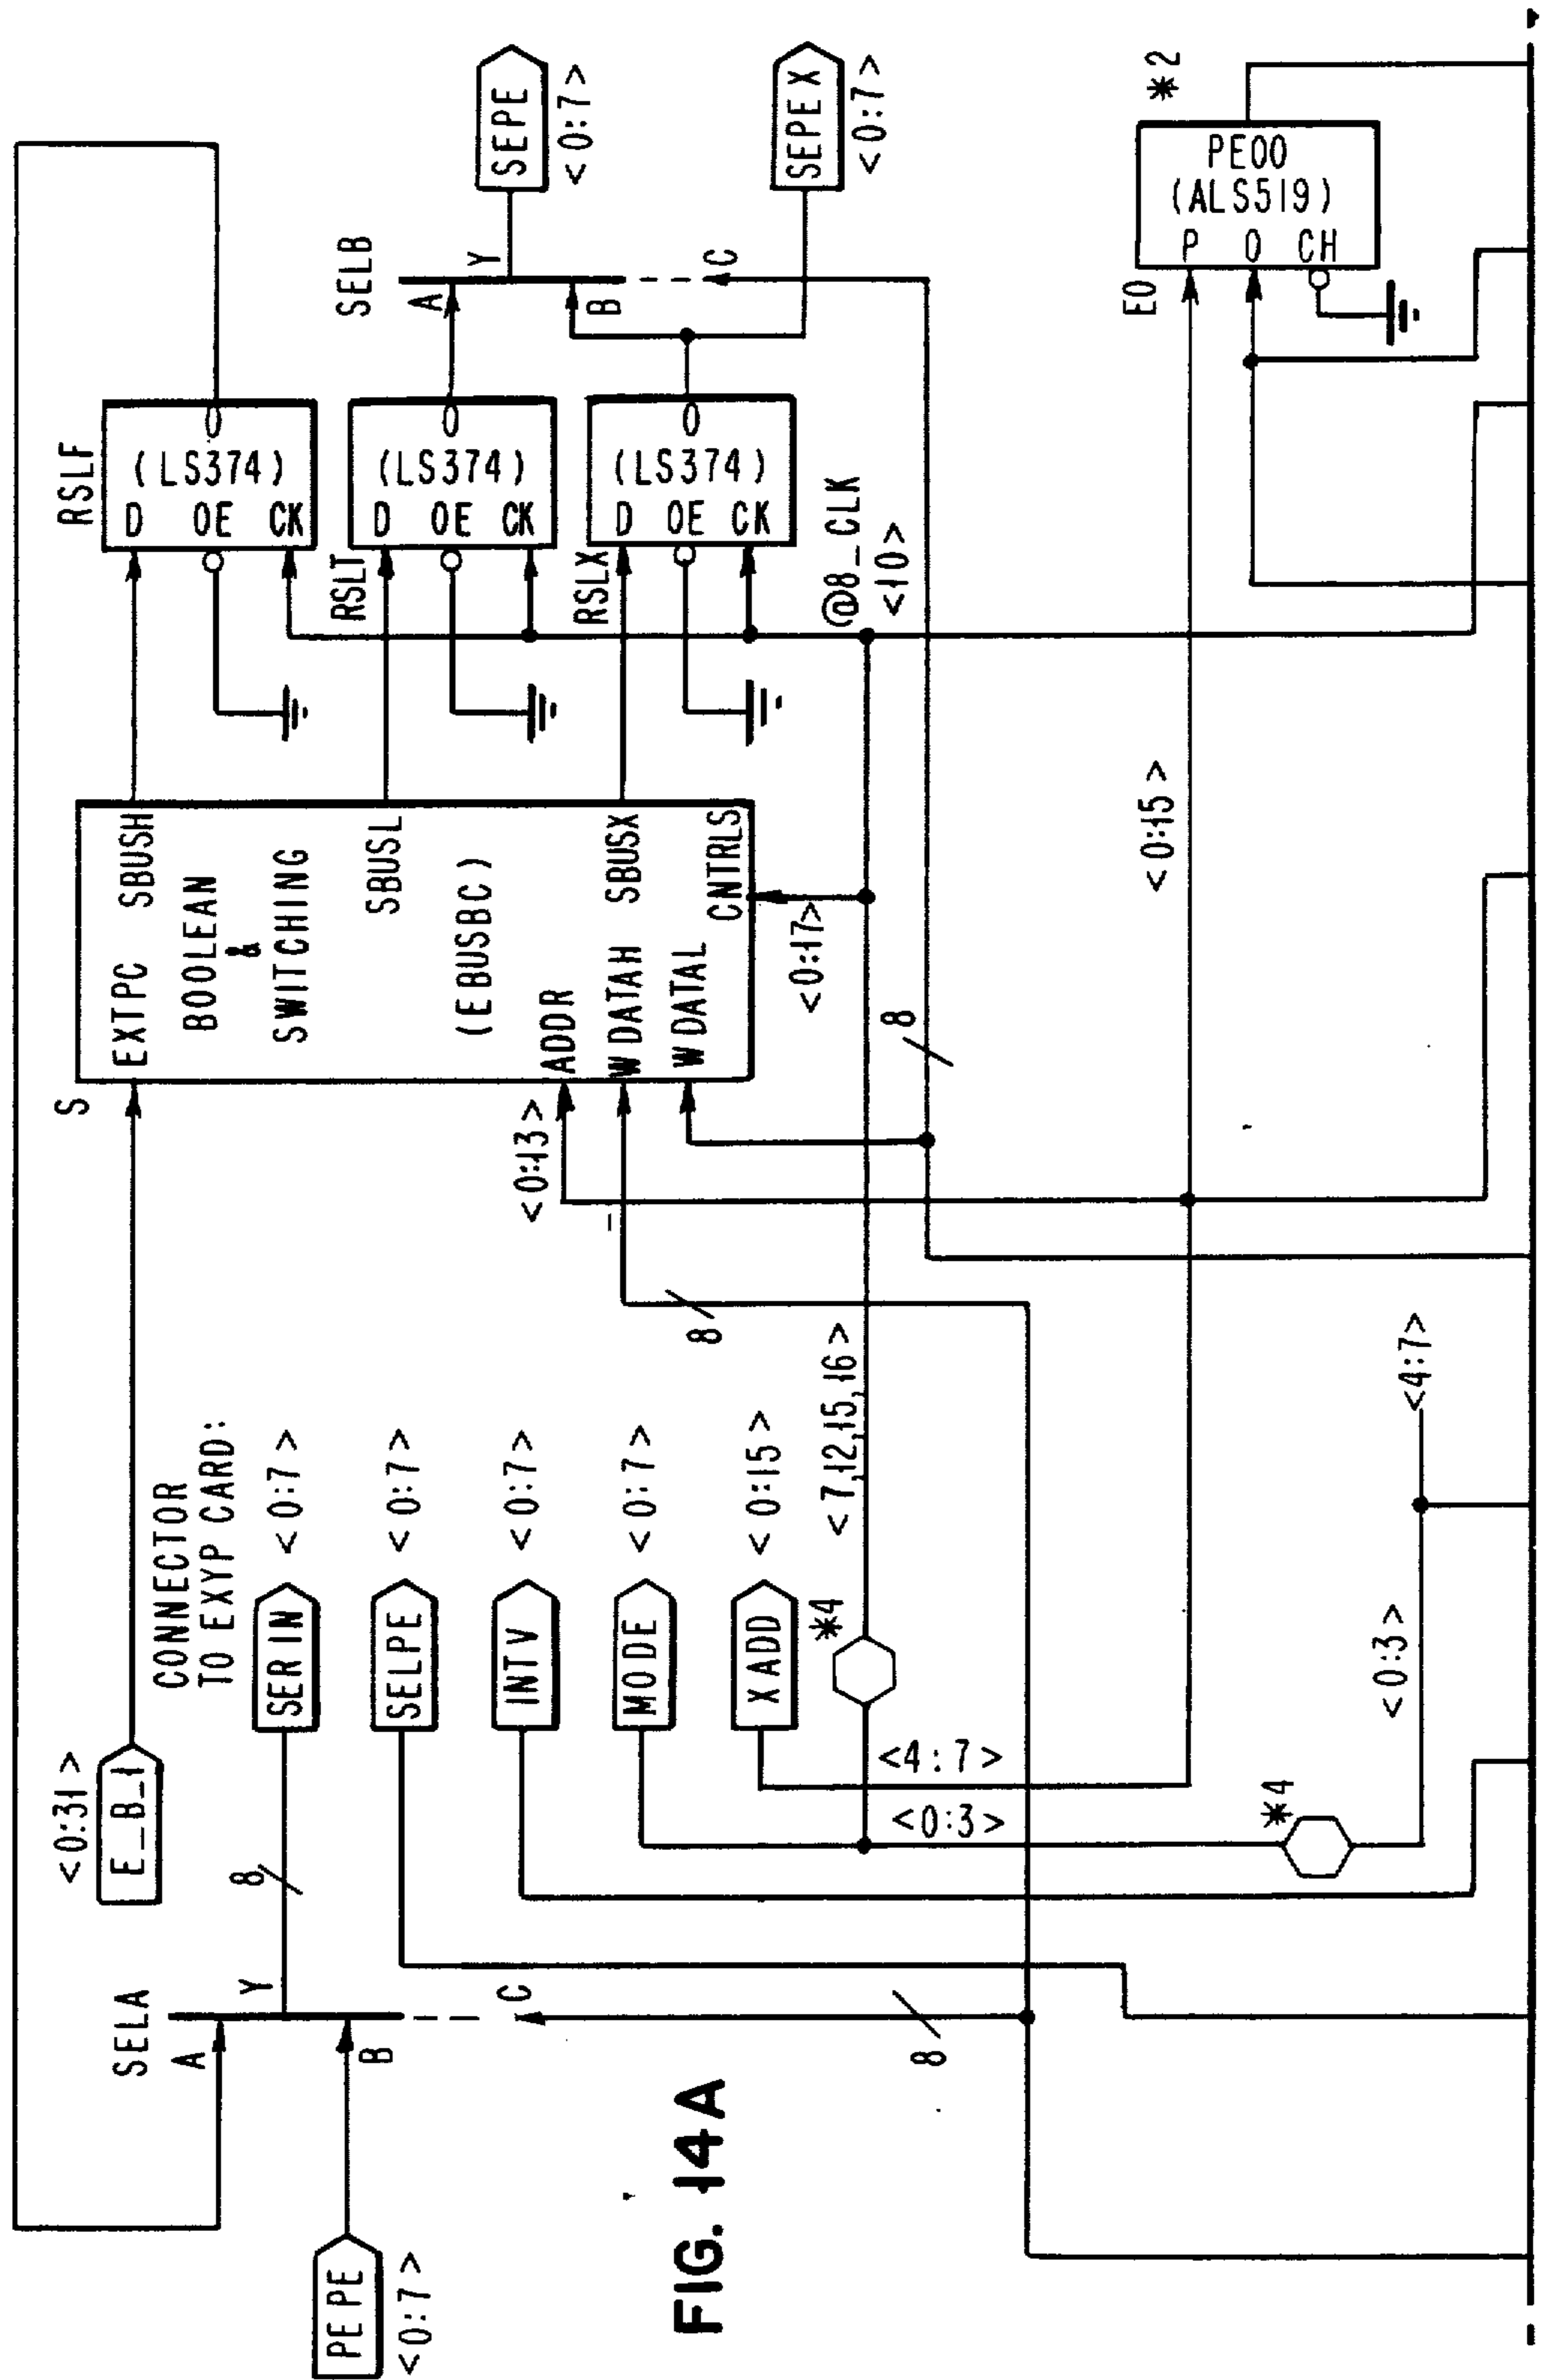 PEPE
<0:7>
SELA
A
B
Y
C
8
8
<0:31>
E_B_I
CONNECTOR
TO EXYP CARD:
SERIN
<0:7>
SELPE
<0:7>
INTV
<0:7>
MODE
<0:7>
XADD
<0:15>
*4
<7,12,15,16>
<4:7>
<0:3>
*4
<0:3>
<4:7>
8
S
EXTPC SBUSH
BOOLEAN
&
SWITCHING
SBUSL
(EBUSBC)
ADDR
WDATAH SBUSX
WDATAL
CNTRLS
<0:13>
<0:17>
8
RSLF
D O
(LS374)
OE
CK
RSLT
D O
(LS374)
OE
CK
RSLX
D O
(LS374)
OE
CK
@8_CLK
<10>
SELB
A
Y
B
C
SEPE
<0:7>
SEPEX
<0:7>
<0:15>
E0
PE00
(ALS519)
P O CH
*2
FIG. 14A